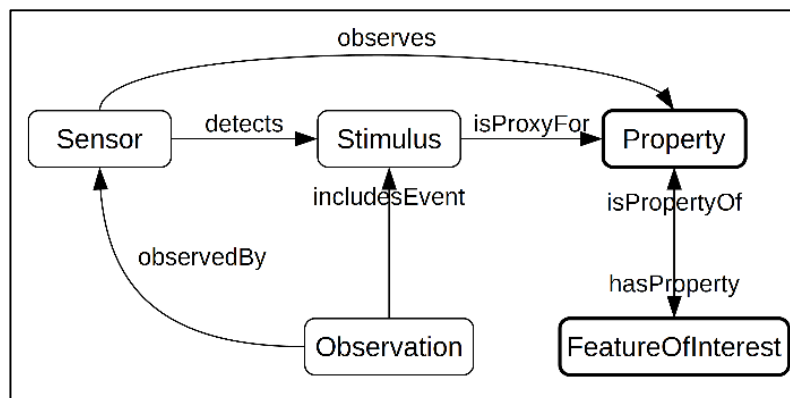 observes
Sensor
detects
Stimulus
isProxyFor
Property
includesEvent
isPropertyOf
observedBy
hasProperty
Observation
FeatureOfInterest